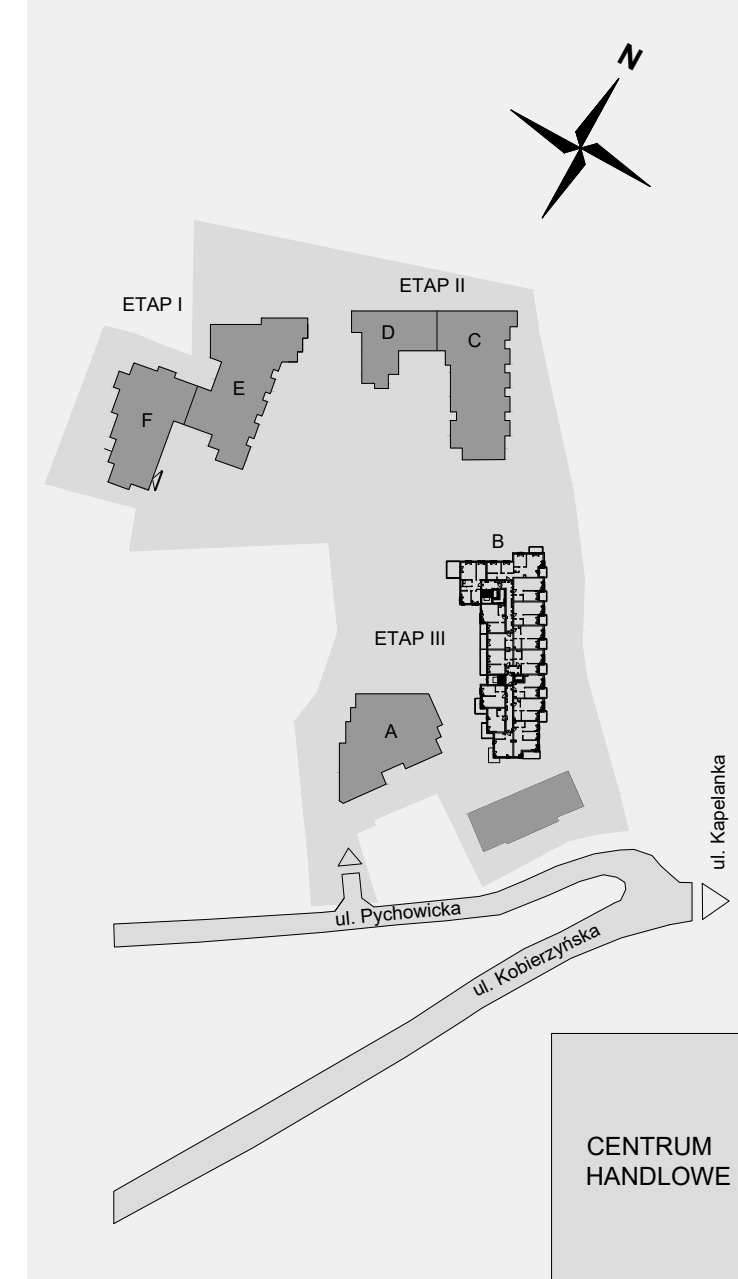 N
ETAP II
ETAP I
D
C
E
F
B
ETAP III
A
ul. Kapelanka
ul. Pychowicka
ul. Kobierzyńska
CENTRUM
HANDLOWE